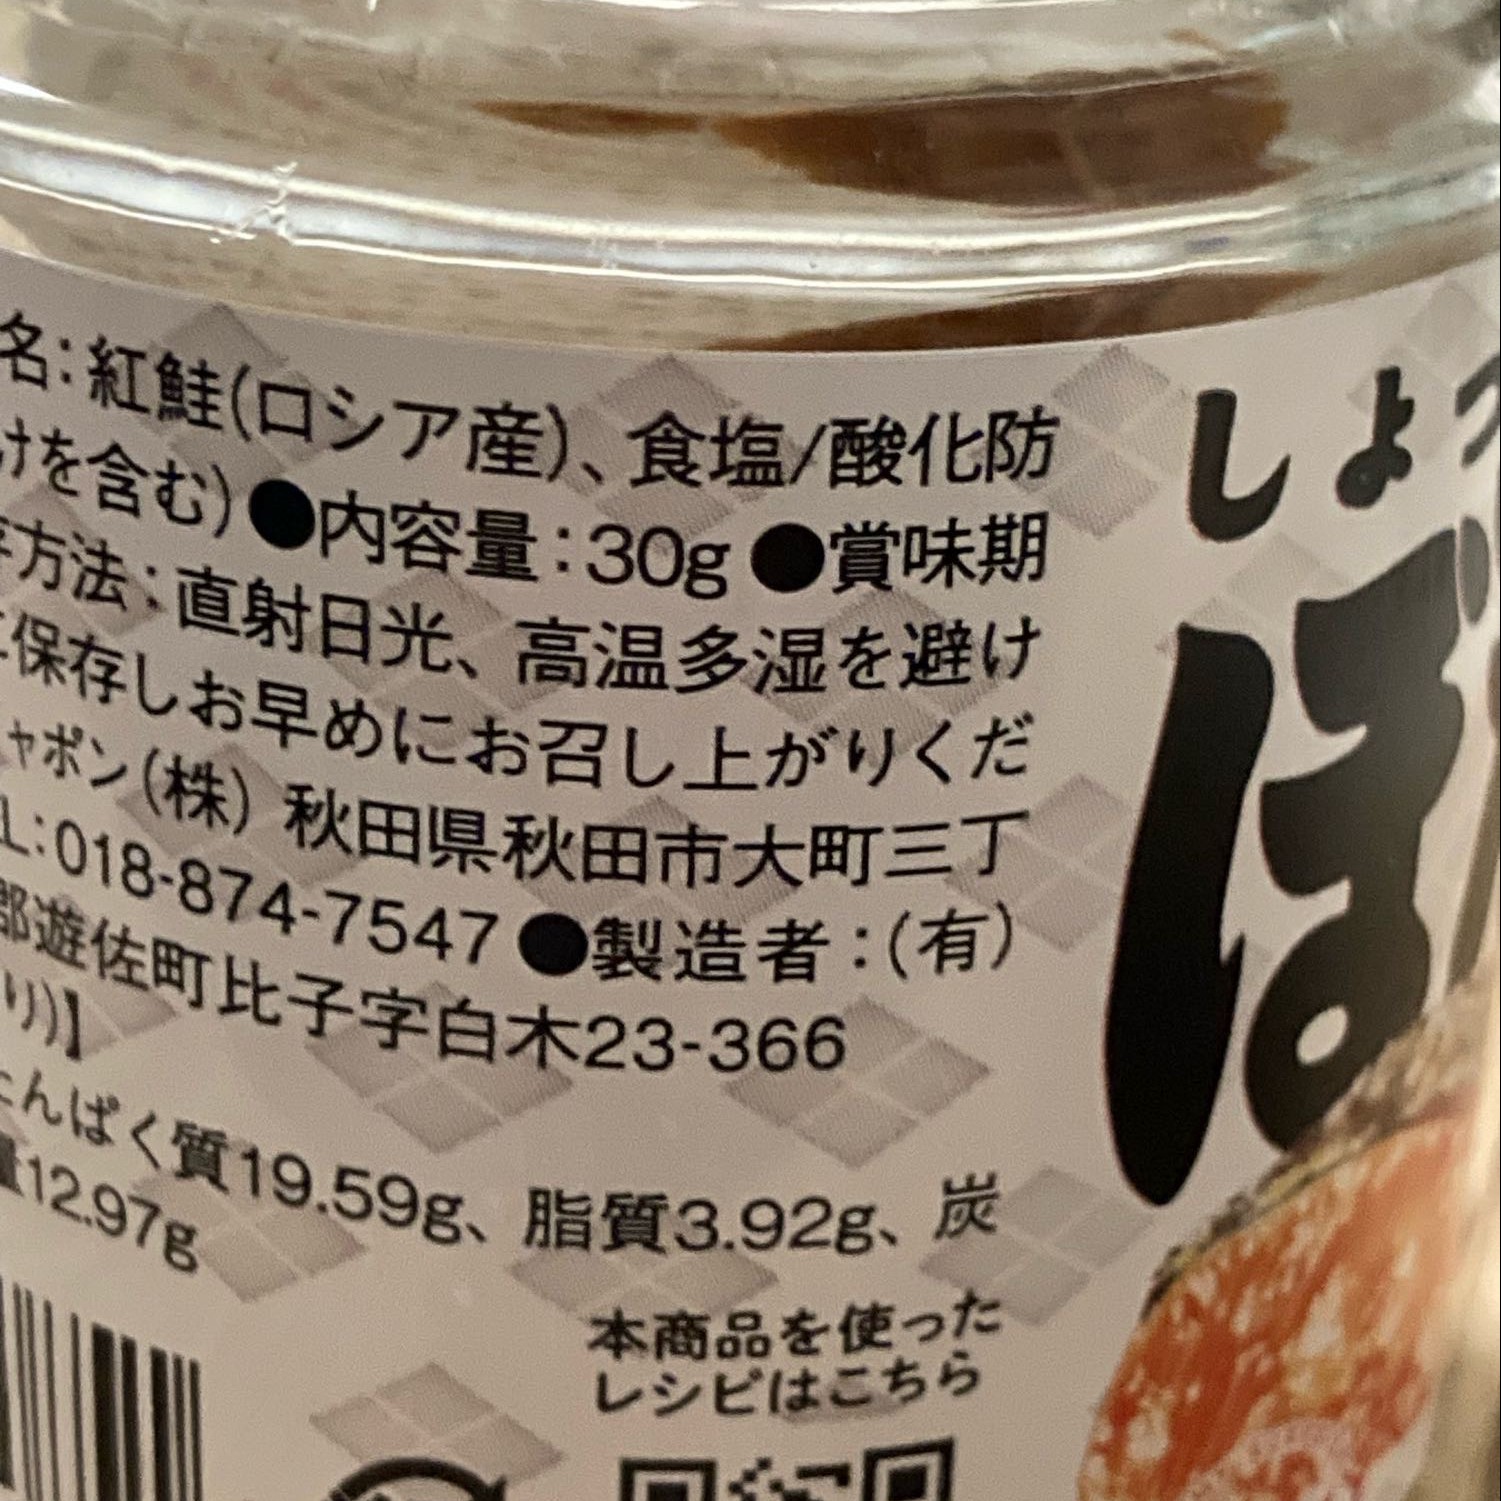 名:紅鮭(ロシア産)、食塩/酸化防
けを含む)●内容量:30g ●賞味期
方法:直射日光、高温多湿を避け
保存しお早めにお召し上がりくだ
ャポン(株) 秋田県秋田市大町三丁
L:018-874-7547 ●製造者:(有)
郡遊佐町比子字白木23-366
り)】
んぱく質19.59g、脂質3.92g、炭
量12.97g
本商品を使った
レシピはこちら
しょっ
ぼ